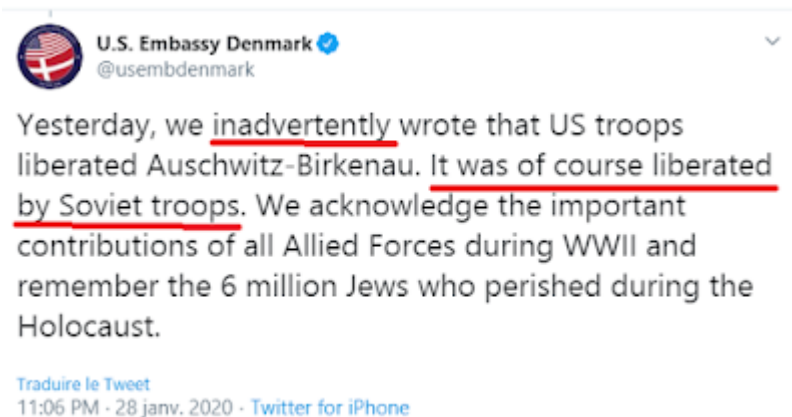 U.S. Embassy Denmark
@usembdenmark
Yesterday, we inadvertently wrote that US troops
liberated Auschwitz-Birkenau. It was of course liberated
by Soviet troops. We acknowledge the important
contributions of all Allied Forces during WWII and
remember the 6 million Jews who perished during the
Holocaust.
Traduire le Tweet
11:06 PM · 28 janv. 2020 · Twitter for iPhone